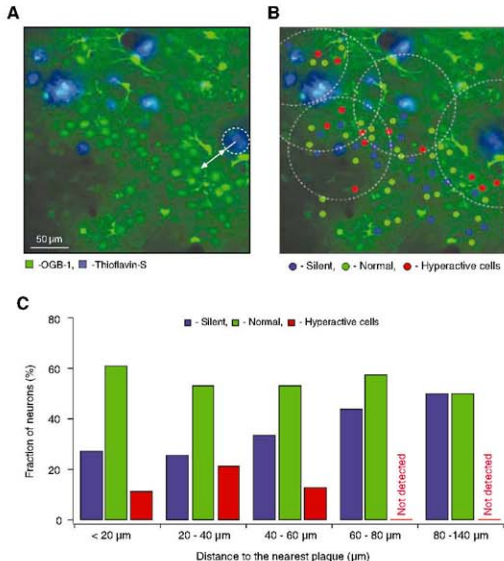 A
B
50 µm
-OGB-1, -Thioflavin-S
- Silent, - Normal, - Hyperactive cells
C
- Silent, - Normal, - Hyperactive cells
Fraction of neurons (%)
80
60
40
20
0
Not detected
Not detected
< 20 µm
20 - 40 µm
40 - 60 µm
60 - 80 µm
80 -140 µm
Distance to the nearest plaque (µm)